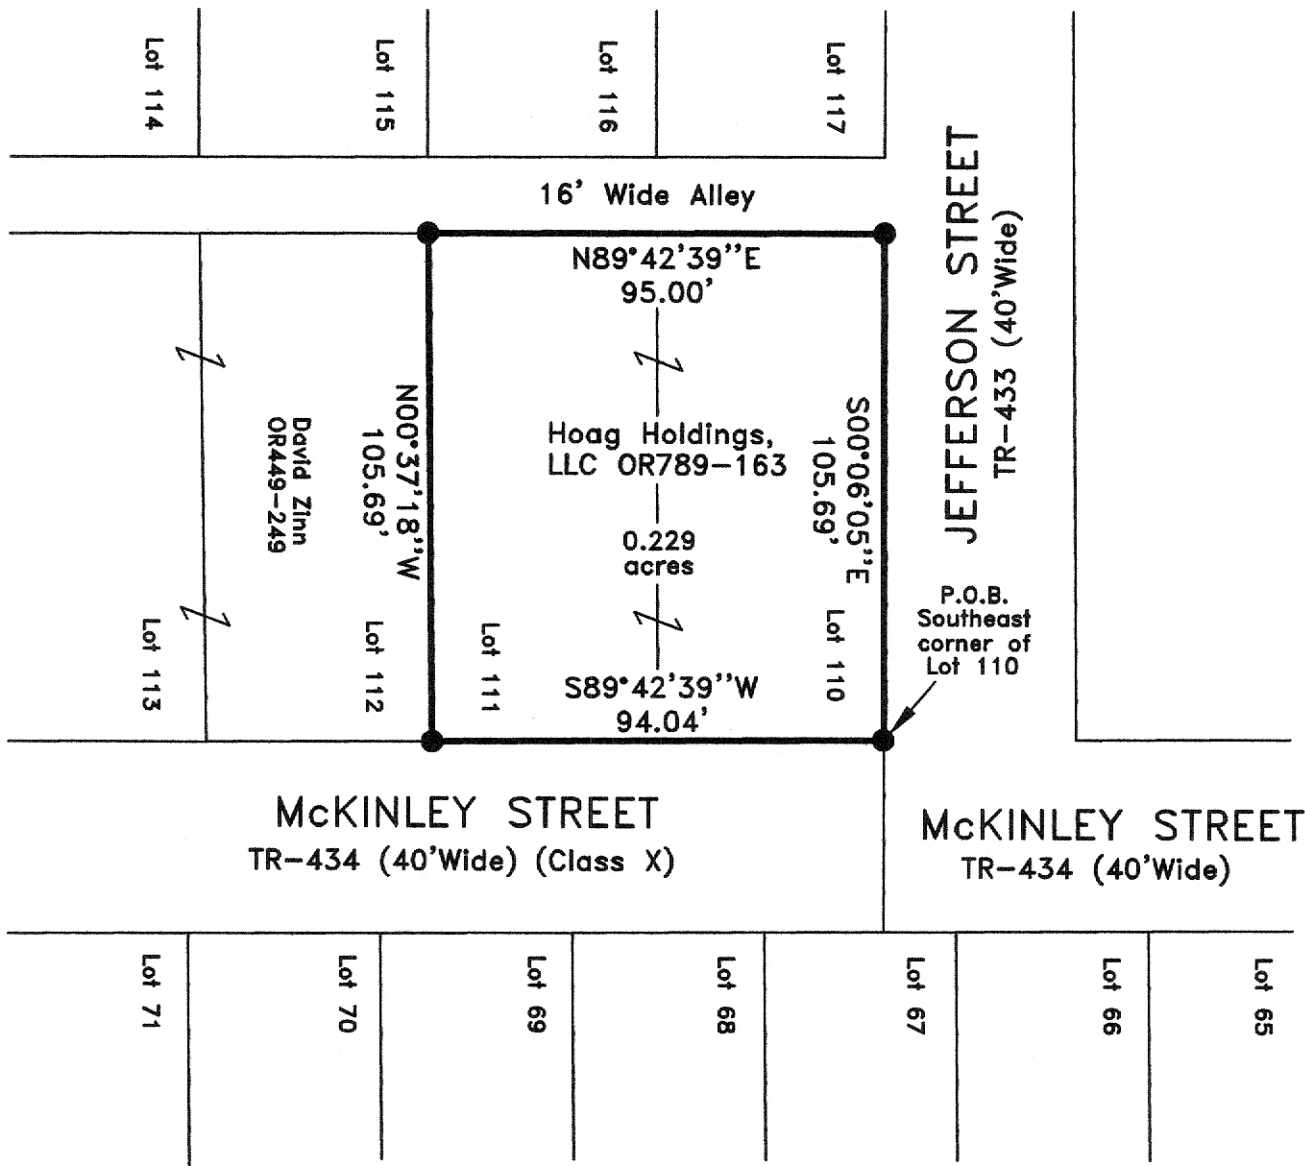 Lot 114
Lot 115
Lot 116
Lot 117
16' Wide Alley
JEFFERSON STREET
TR-433 (40'Wide)
N89°42'39''E
95.00'
N00°37'18''W
105.69'
David Zinn
OR449-249
Hoag Holdings,
LLC OR789-163
0.229
acres
S00°06'05''E
105.69'
P.O.B.
Southeast
corner of
Lot 110
Lot 113
Lot 112
Lot 111
Lot 110
S89°42'39''W
94.04'
McKINLEY STREET
TR-434 (40'Wide) (Class X)
McKINLEY STREET
TR-434 (40'Wide)
Lot 71
Lot 70
Lot 69
Lot 68
Lot 67
Lot 66
Lot 65